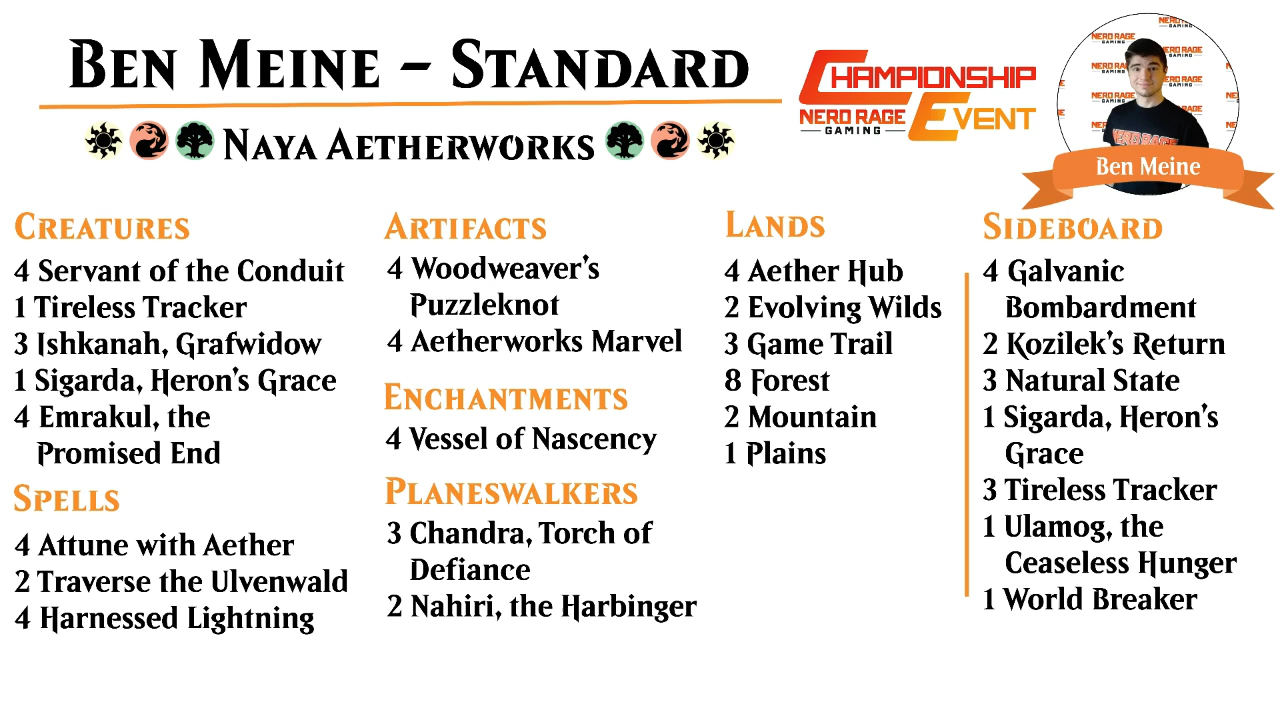 Ben Meine – Standard
Naya Aetherworks
Championship
Nerd Rage
Gaming
Event
Nerd Rage
Gaming
Ben Meine
Creatures
4 Servant of the Conduit
1 Tireless Tracker
3 Ishkanah, Grafwidow
1 Sigarda, Heron's Grace
4 Emrakul, the
Promised End
Spells
4 Attune with Aether
2 Traverse the Ulvenwald
4 Harnessed Lightning
Artifacts
4 Woodweaver's
Puzzleknot
4 Aetherworks Marvel
Enchantments
4 Vessel of Nascency
Planeswalkers
3 Chandra, Torch of
Defiance
2 Nahiri, the Harbinger
Lands
4 Aether Hub
2 Evolving Wilds
3 Game Trail
8 Forest
2 Mountain
1 Plains
Sideboard
4 Galvanic
Bombardment
2 Kozilek's Return
3 Natural State
1 Sigarda, Heron's
Grace
3 Tireless Tracker
1 Ulamog, the
Ceaseless Hunger
1 World Breaker